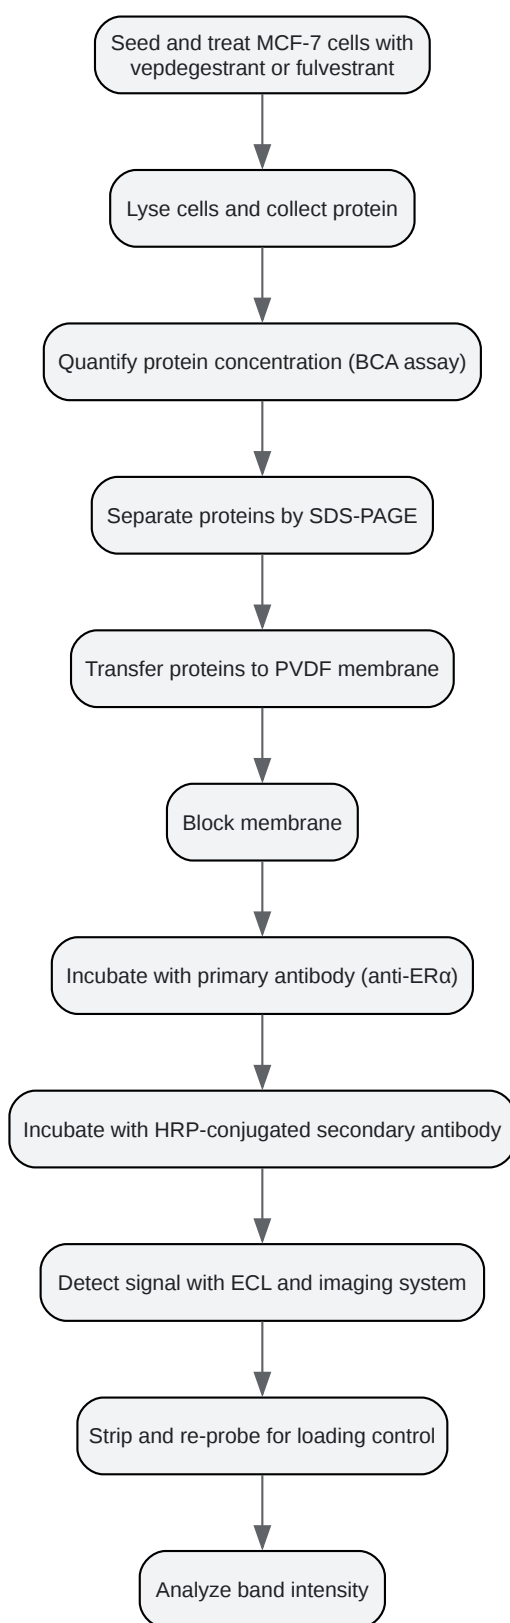 Seed and treat MCF-7 cells with
vepdegestrant or fulvestrant
Lyse cells and collect protein
Quantify protein concentration (BCA assay)
Separate proteins by SDS-PAGE
Transfer proteins to PVDF membrane
Block membrane
Incubate with primary antibody (anti-ERα)
Incubate with HRP-conjugated secondary antibody
Detect signal with ECL and imaging system
Strip and re-probe for loading control
Analyze band intensity